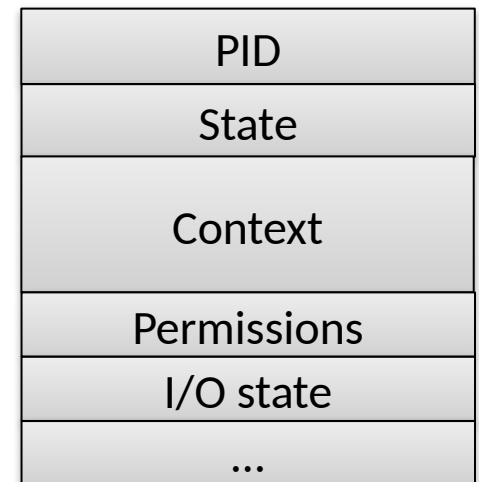 PID
State
Context
Permissions
I/O state
...